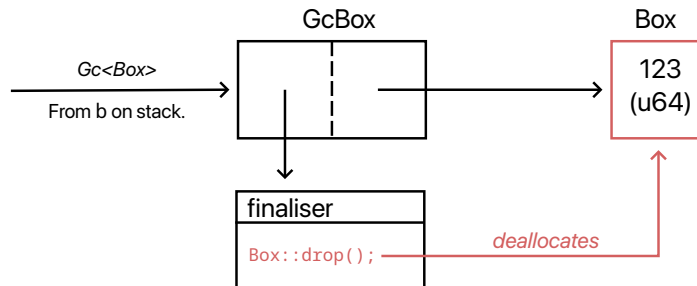 GcBox
Box
Gc<Box>
From b on stack.
123
(u64)
finaliser
Box::drop();
deallocates